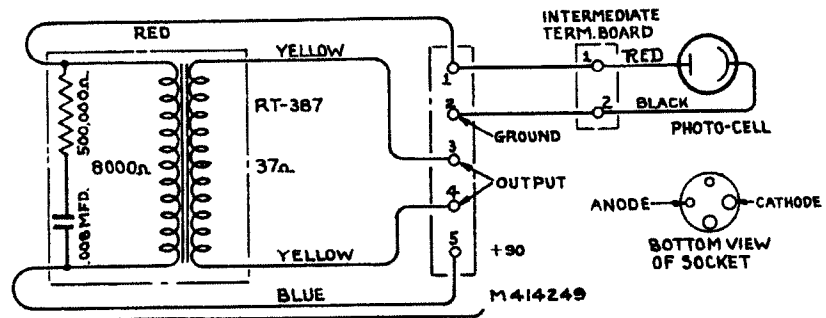 INTERMEDIATE
TERM. BOARD
RED
YELLOW
1
1
RED
2
BLACK
PHOTO-CELL
500,000Ω
8000Ω
RT-387
37Ω
2
GROUND
3
4
OUTPUT
ANODE
CATHODE
BOTTOM VIEW
OF SOCKET
.008 MFD.
YELLOW
5
+90
BLUE
M414249